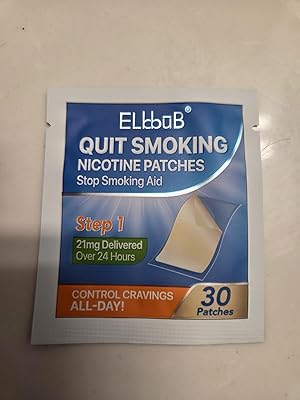 ELkbūB®
QUIT SMOKING
NICOTINE PATCHES
Stop Smoking Aid
Step 1
21mg Delivered
Over 24 Hours
CONTROL CRAVINGS
ALL-DAY!
30
Patches